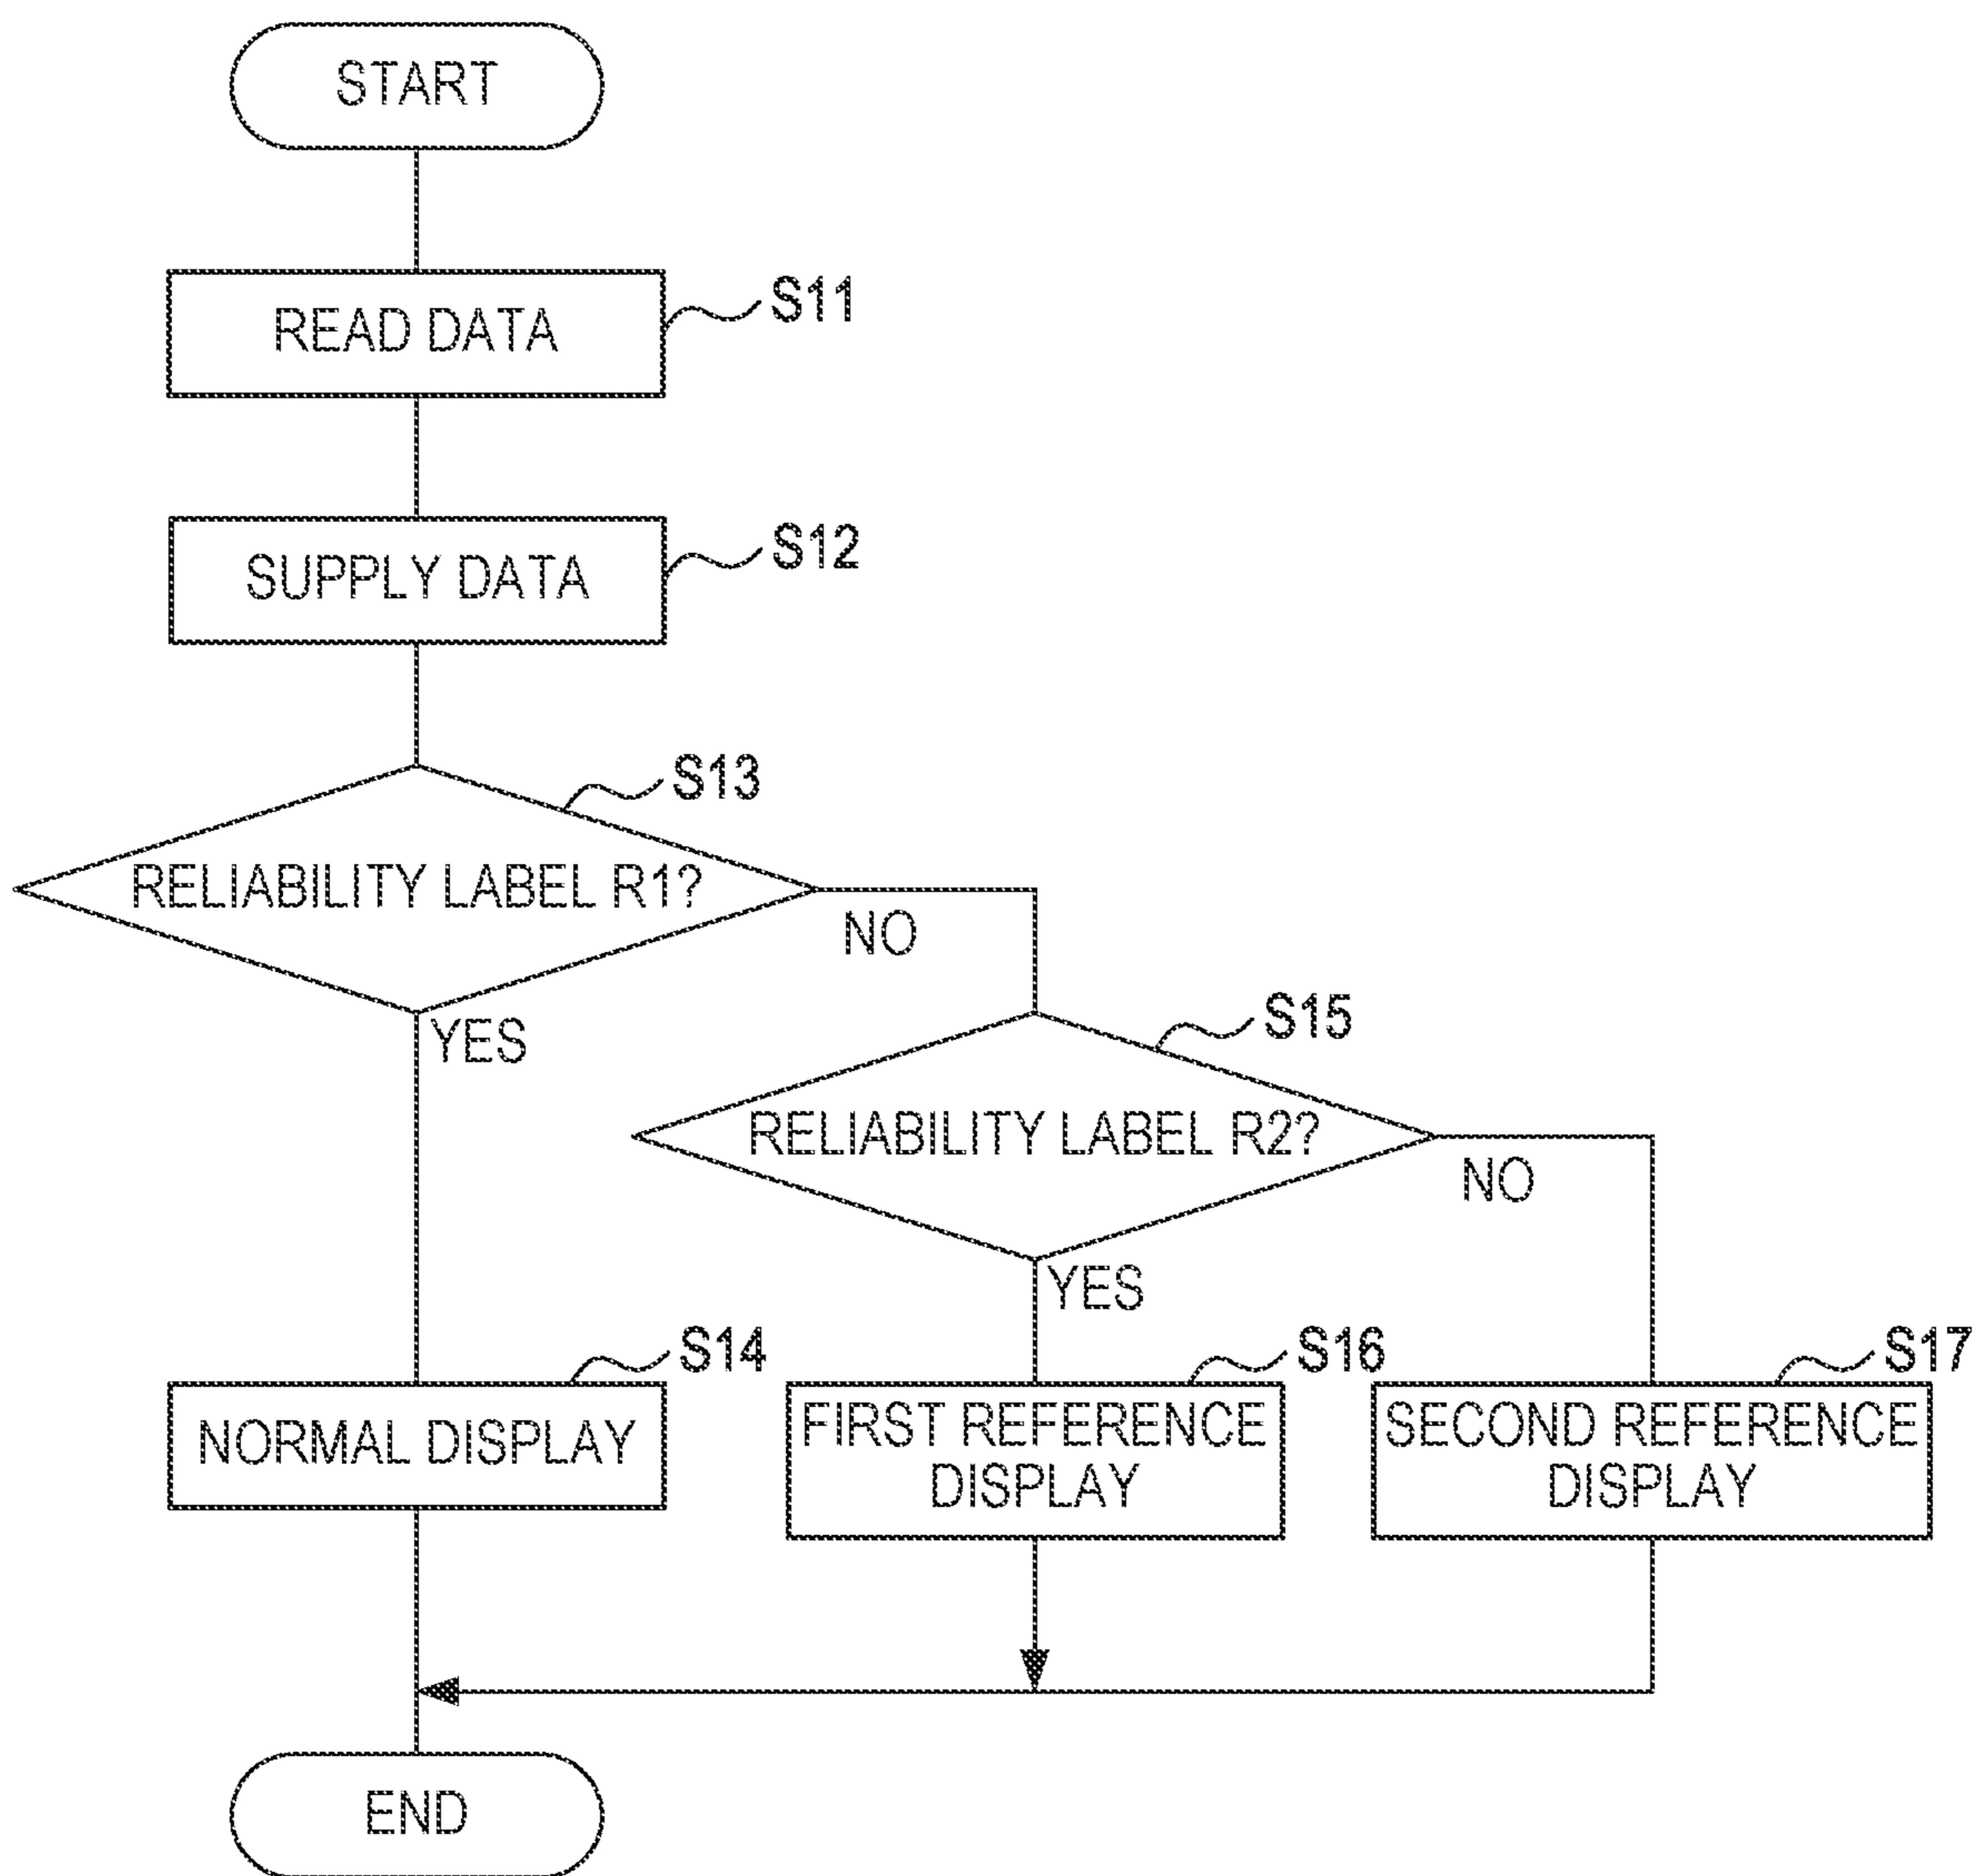 START
READ DATA
S11
SUPPLY DATA
S12
S13
RELIABILITY LABEL R1?
NO
YES
S15
RELIABILITY LABEL R2?
NO
YES
S14
NORMAL DISPLAY
S16
FIRST REFERENCE
DISPLAY
S17
SECOND REFERENCE
DISPLAY
END